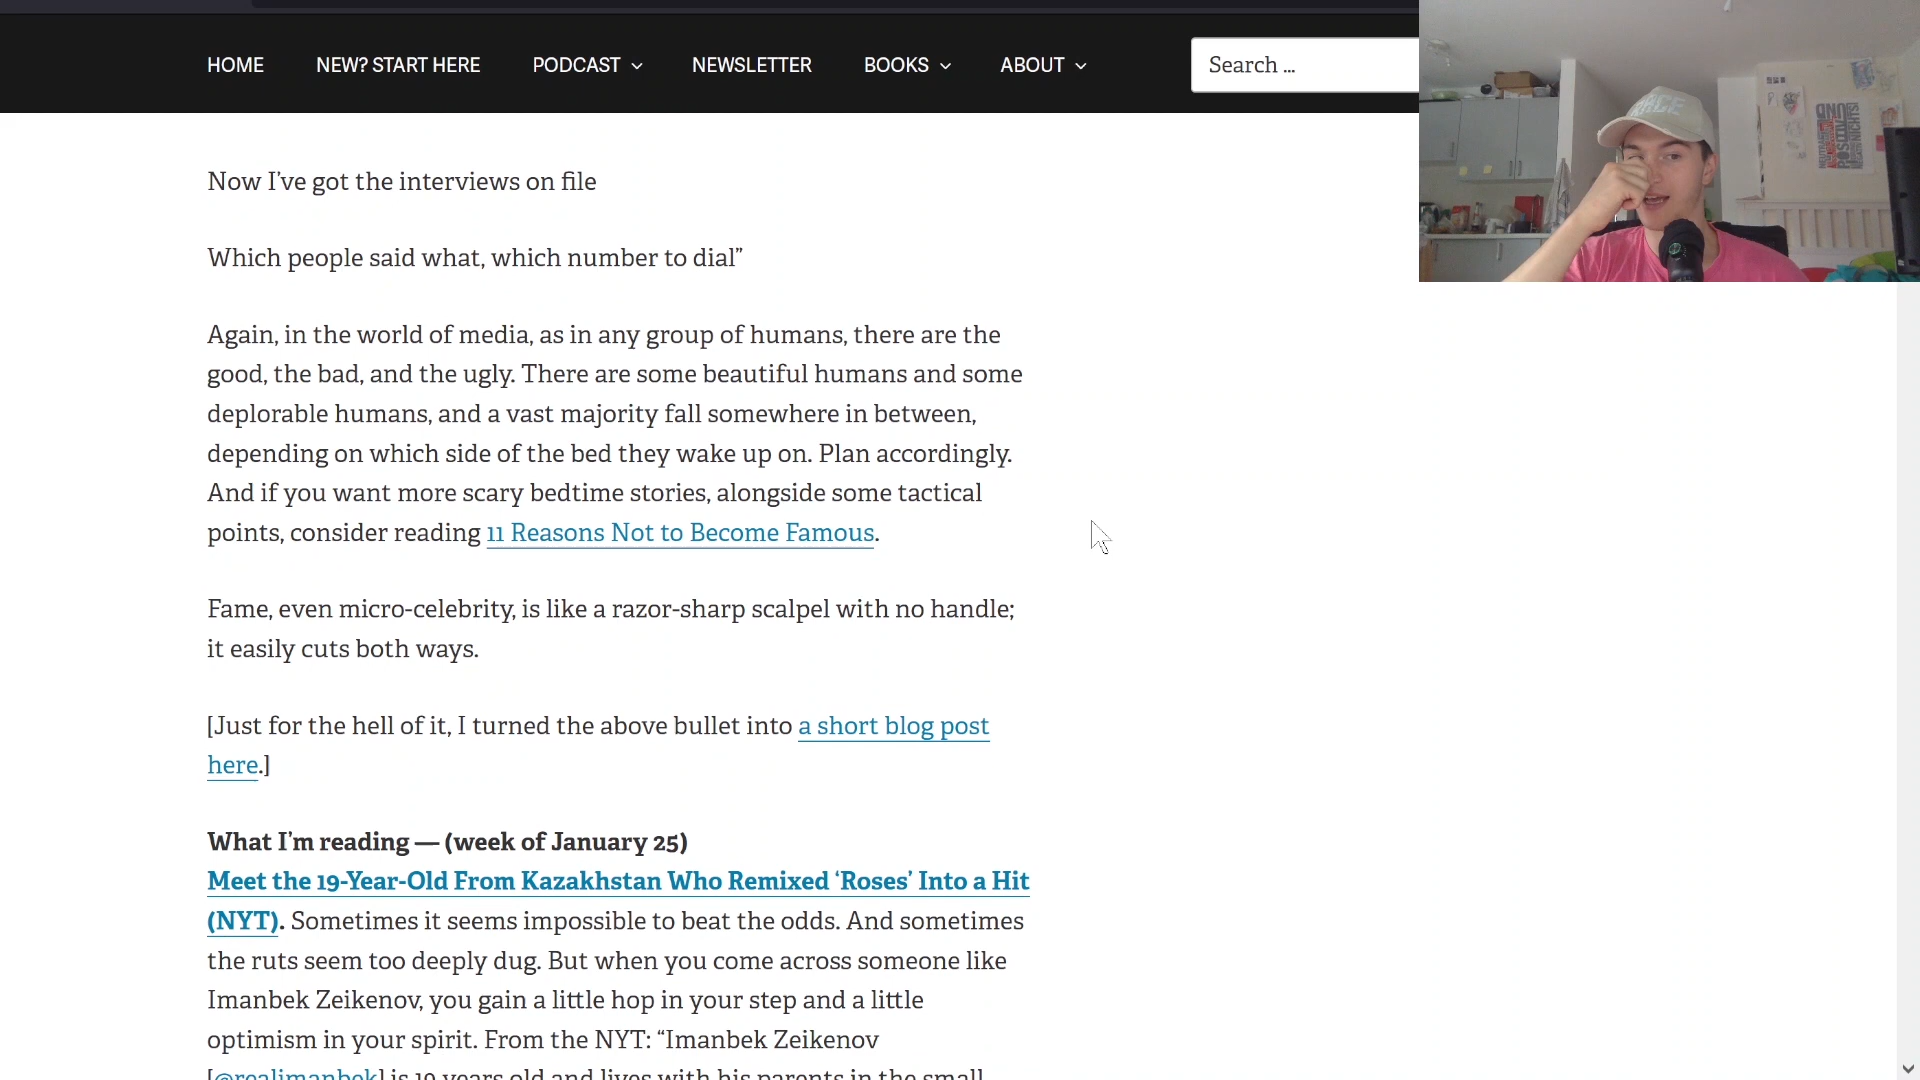 HOME NEW? START HERE PODCAST NEWSLETTER BOOKS ABOUT Search ...
Now I've got the interviews on file
Which people said what, which number to dial”
Again, in the world of media, as in any group of humans, there are the
good, the bad, and the ugly. There are some beautiful humans and some
deplorable humans, and a vast majority fall somewhere in between,
depending on which side of the bed they wake up on. Plan accordingly.
And if you want more scary bedtime stories, alongside some tactical
points, consider reading 11 Reasons Not to Become Famous.
Fame, even micro-celebrity, is like a razor-sharp scalpel with no handle;
it easily cuts both ways.
[Just for the hell of it, I turned the above bullet into a short blog post
here.]
What I'm reading — (week of January 25)
Meet the 19-Year-Old From Kazakhstan Who Remixed ‘Roses’ Into a Hit
(NYT). Sometimes it seems impossible to beat the odds. And sometimes
the ruts seem too deeply dug. But when you come across someone like
Imanbek Zeikenov, you gain a little hop in your step and a little
optimism in your spirit. From the NYT: “Imanbek Zeikenov
[@realimanbek] is 19 years old and lives with his parents in the small